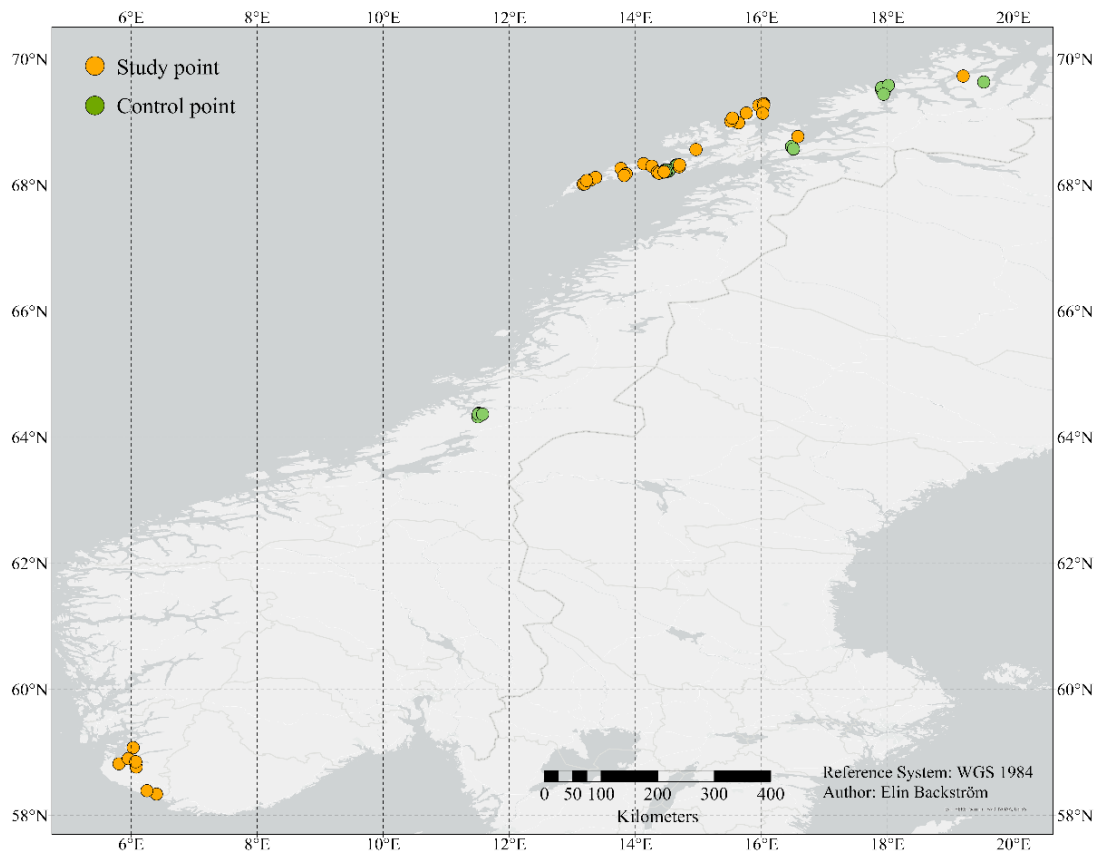 6°E 8°E 10°E 12°E 14°E 16°E 18°E 20°E
70°N 70°N
Study point
Control point
68°N 68°N
66°N 66°N
64°N 64°N
62°N 62°N
60°N 60°N
Reference System: WGS 1984
0 50 100 200 300 400
Author: Elin Backström
Kilometers
58°N 58°N
6°E 8°E 10°E 12°E 14°E 16°E 18°E 20°E